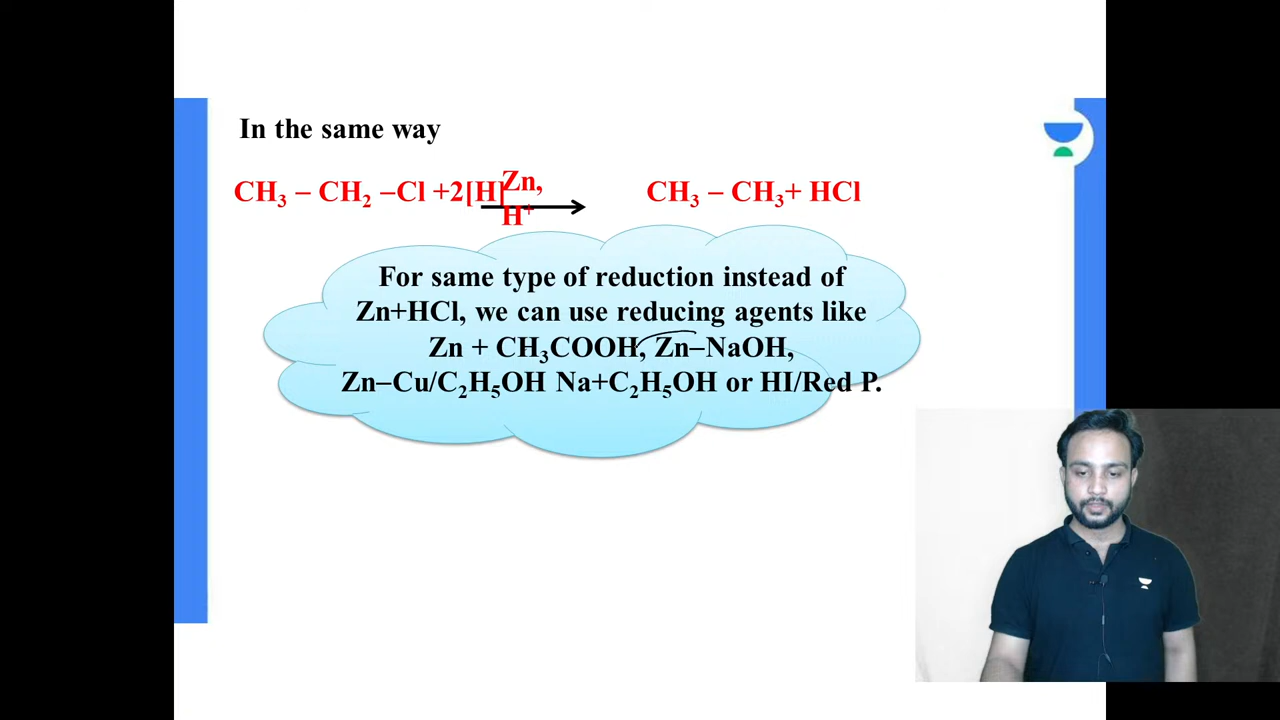 In the same way
CH₃ – CH₂ –Cl +2[H] Zn, H⁺ CH₃ – CH₃+ HCl
For same type of reduction instead of
Zn+HCl, we can use reducing agents like
Zn + CH₃COOH, Zn–NaOH,
Zn–Cu/C₂H₅OH Na+C₂H₅OH or HI/Red P.